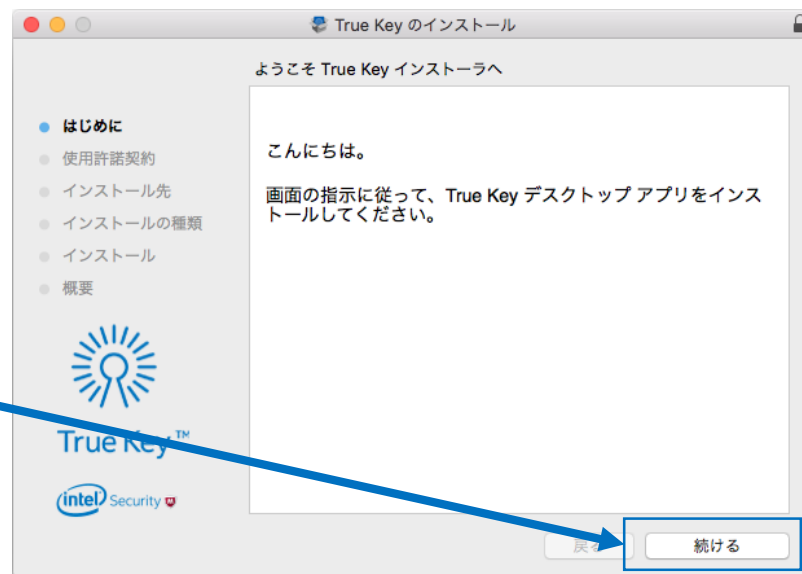 True Key のインストール
ようこそ True Key インストーラへ
はじめに
使用許諾契約
インストール先
インストールの種類
インストール
概要
こんにちは。
画面の指示に従って、True Key デスクトップ アプリをインス
トールしてください。
True Key™
intel Security
戻る
続ける